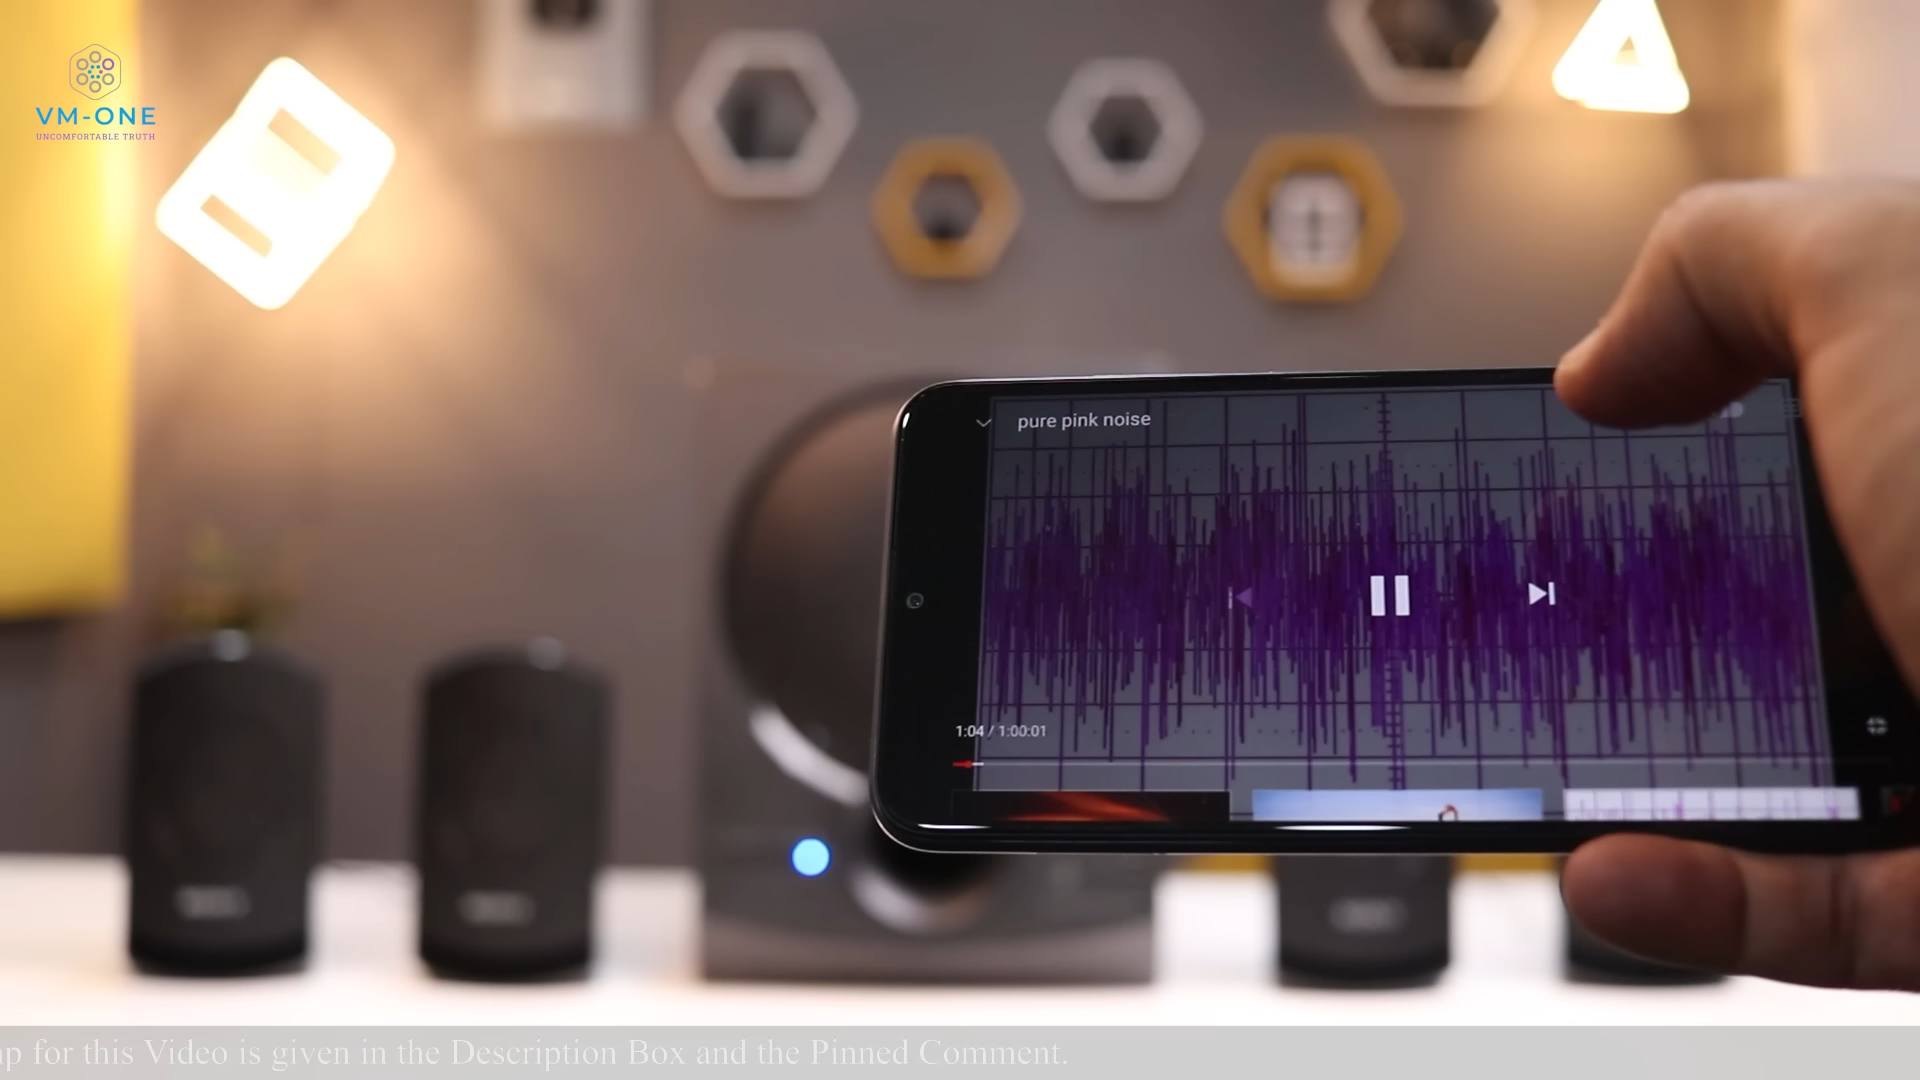 VM-ONE
UNCOMFORTABLE TRUTH
pure pink noise
1:04 / 1:00:01
for this Video is given in the Description Box and the Pinned Comment.